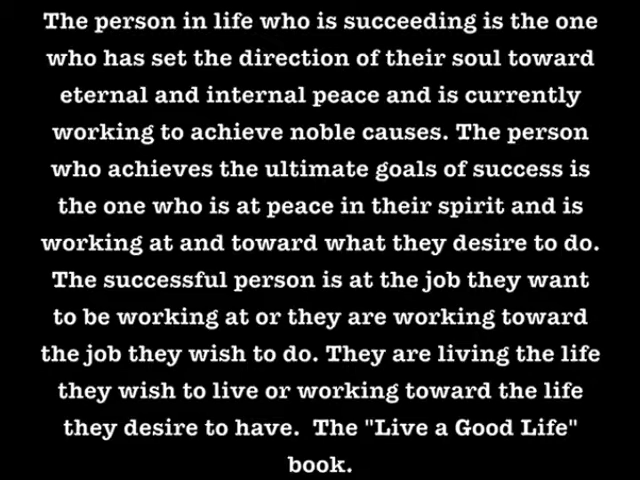 The person in life who is succeeding is the one
who has set the direction of their soul toward
eternal and internal peace and is currently
working to achieve noble causes. The person
who achieves the ultimate goals of success is
the one who is at peace in their spirit and is
working at and toward what they desire to do.
The successful person is at the job they want
to be working at or they are working toward
the job they wish to do. They are living the life
they wish to live or working toward the life
they desire to have.  The "Live a Good Life"
book.